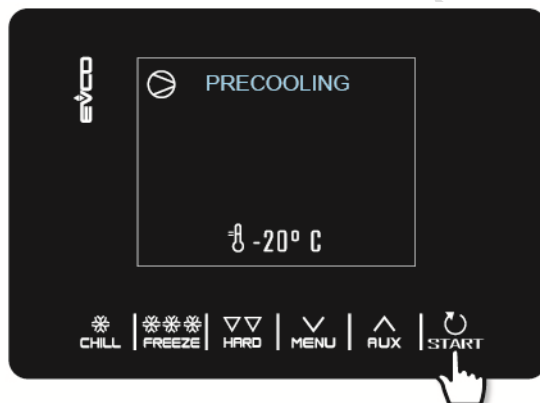 EVCO
PRECOOLING
-20° C
CHILL FREEZE HARD MENU AUX START